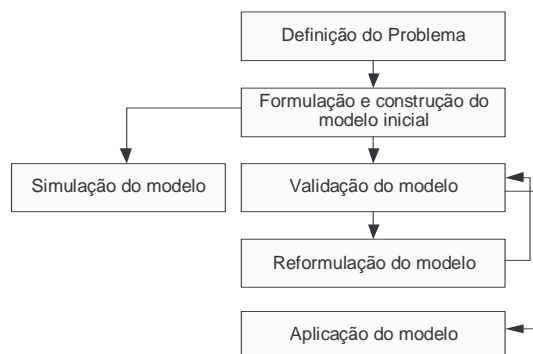 Definição do Problema
Formulação e construção do
modelo inicial
Simulação do modelo
Validação do modelo
Reformulação do modelo
Aplicação do modelo